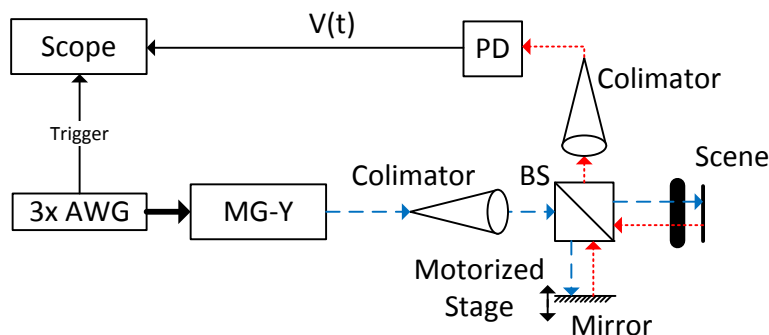 V(t)
Scope
PD
Colimator
Trigger
Scene
Colimator
BS
3x AWG
MG-Y
Motorized
Stage
Mirror